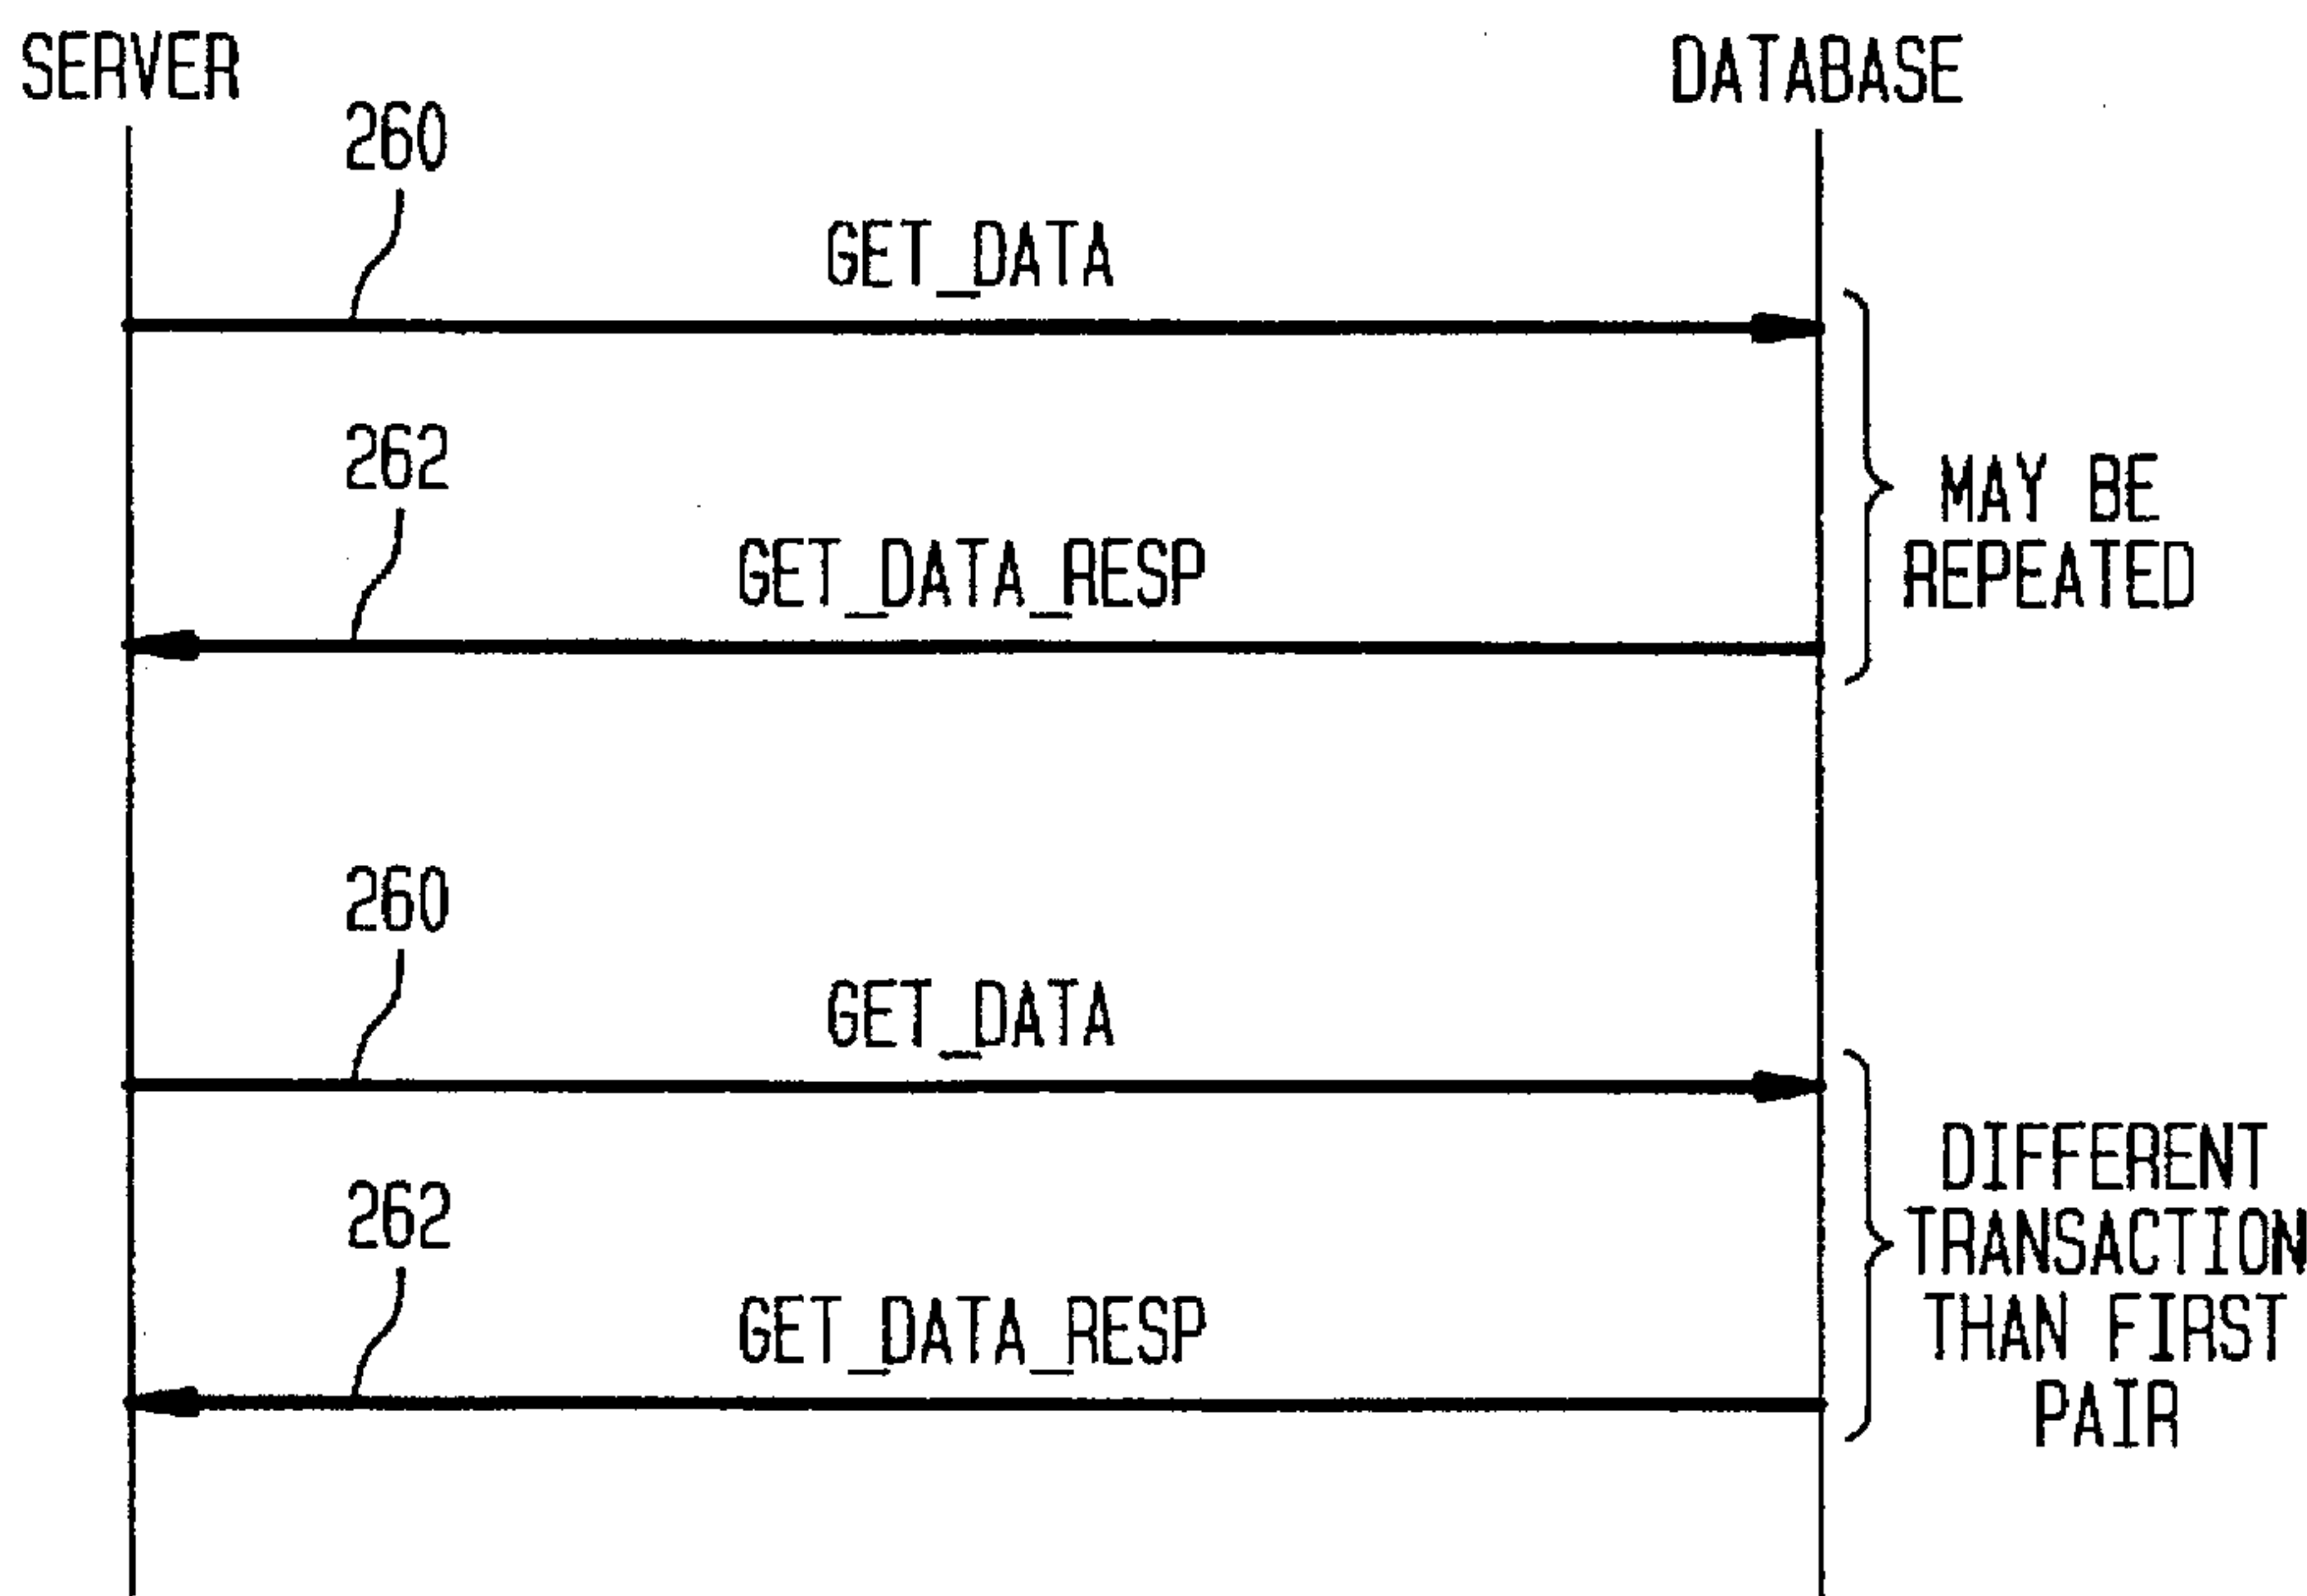 SERVER
DATABASE
260
GET_DATA
262
GET_DATA_RESP
MAY BE
REPEATED
260
GET_DATA
262
GET_DATA_RESP
DIFFERENT
TRANSACTION
THAN FIRST
PAIR